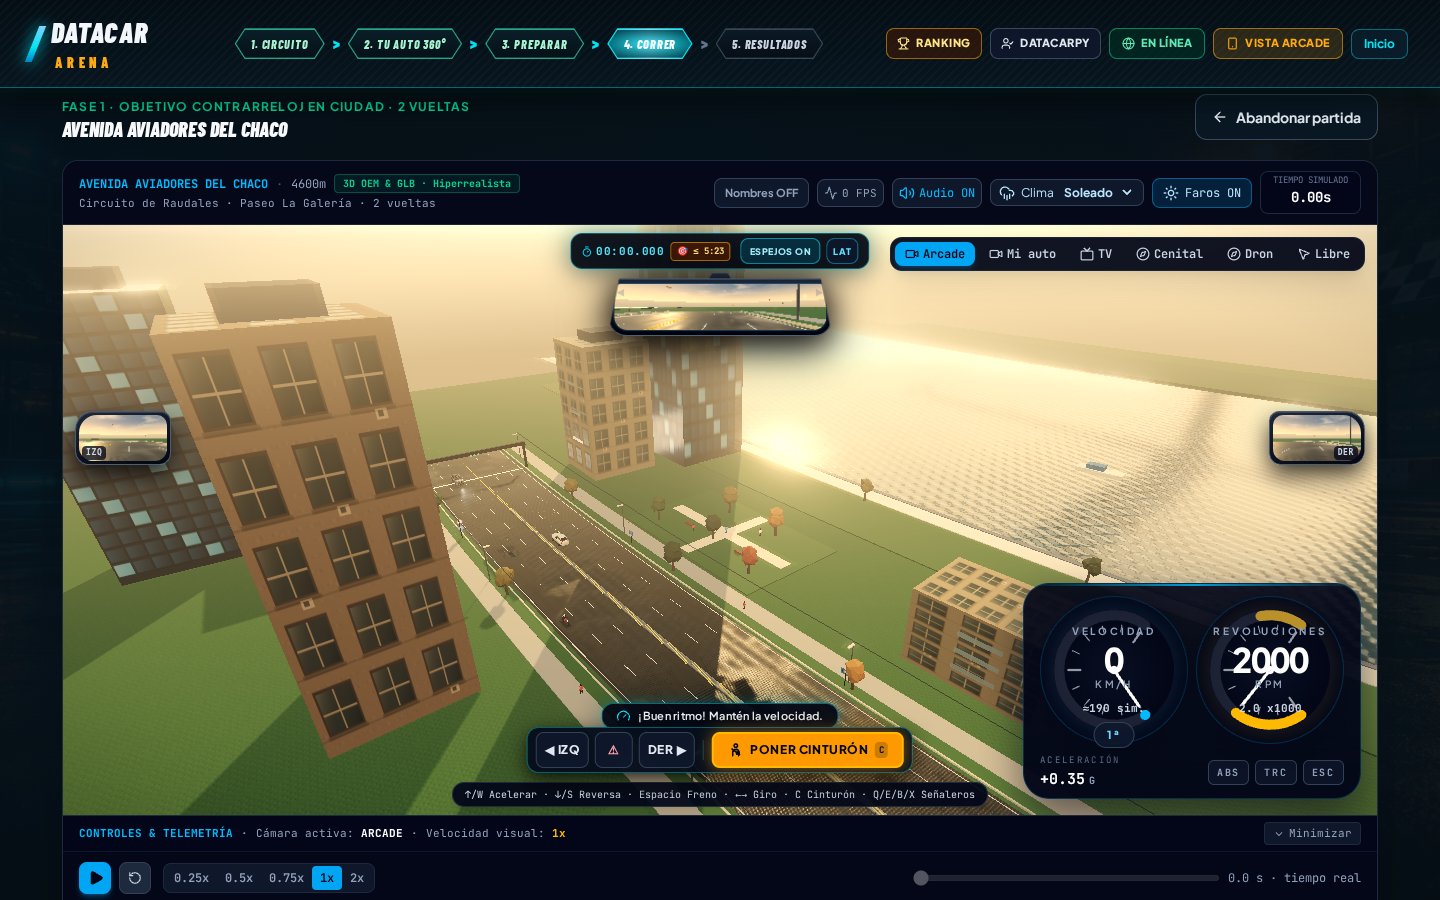 DATACAR
ARENA
1. CIRCUITO > 2. TU AUTO 360° > 3. PREPARAR > 4. CORRER > 5. RESULTADOS
RANKING
DATACARPY
EN LÍNEA
VISTA ARCADE
Inicio
FASE 1 · OBJETIVO CONTRARRELOJ EN CIUDAD · 2 VUELTAS
AVENIDA AVIADORES DEL CHACO
← Abandonar partida
AVENIDA AVIADORES DEL CHACO · 4600m 3D OEM & GLB · Hiperrealista
Circuito de Raudales · Paseo La Galería · 2 vueltas
Nombres OFF
0 FPS
Audio ON
Clima Soleado
Faros ON
TIEMPO SIMULADO
0.00s
00:00.000
≤ 5:23
ESPEJOS ON
LAT
Arcade
Mi auto
TV
Cenital
Dron
Libre
IZQ
DER
VELOCIDAD
0
KM/H
≈190 sim.
1ª
REVOLUCIONES
2000
RPM
2.0 x1000
ACELERACIÓN
+0.35 G
ABS
TRC
ESC
¡Buen ritmo! Mantén la velocidad.
◀ IZQ
⚠
DER ▶
PONER CINTURÓN C
↑/W Acelerar · ↓/S Reversa · Espacio Freno · ←→ Giro · C Cinturón · Q/E/B/X Señaleros
CONTROLES & TELEMETRÍA · Cámara activa: ARCADE · Velocidad visual: 1x
Minimizar
0.25x 0.5x 0.75x 1x 2x
0.0 s · tiempo real